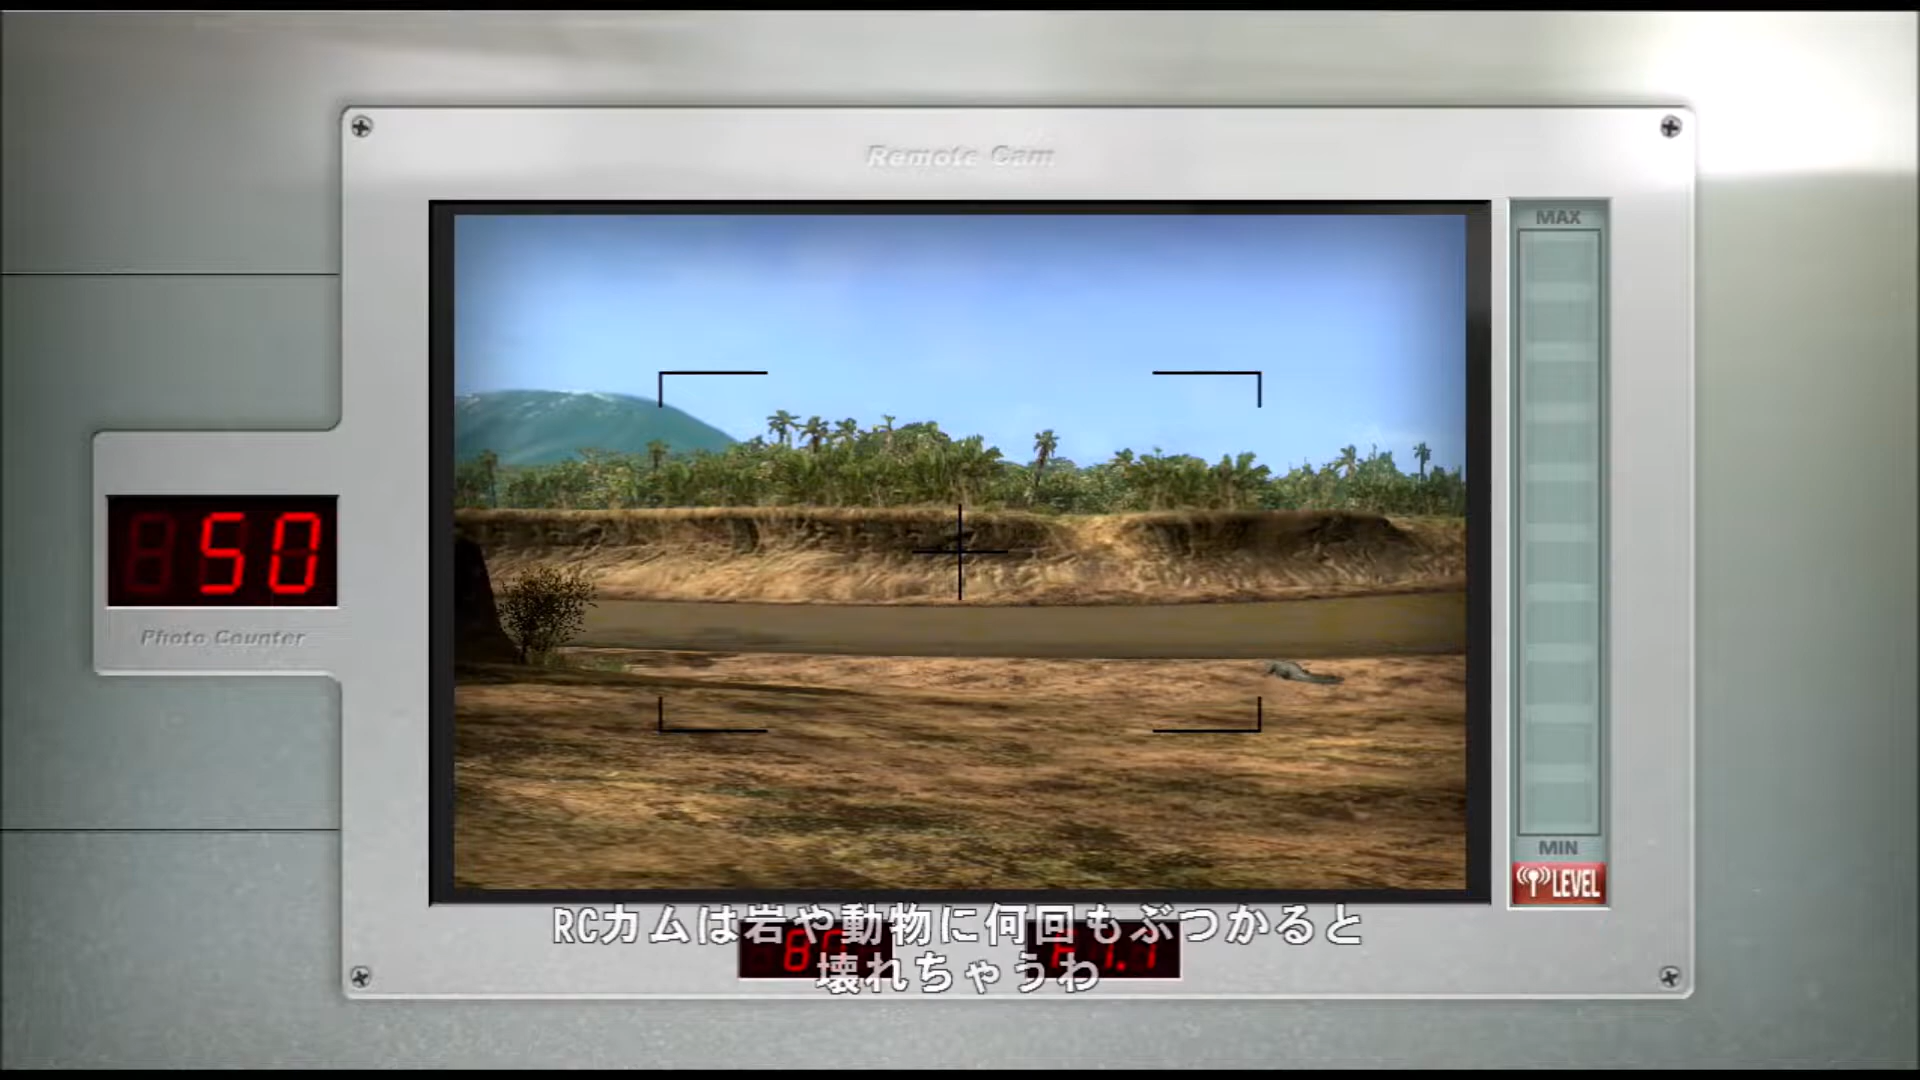 Remote Cam
MAX
50
Photo Counter
MIN
LEVEL
RCカムは岩や動物に何回もぶつかると
壊れちゃうわ